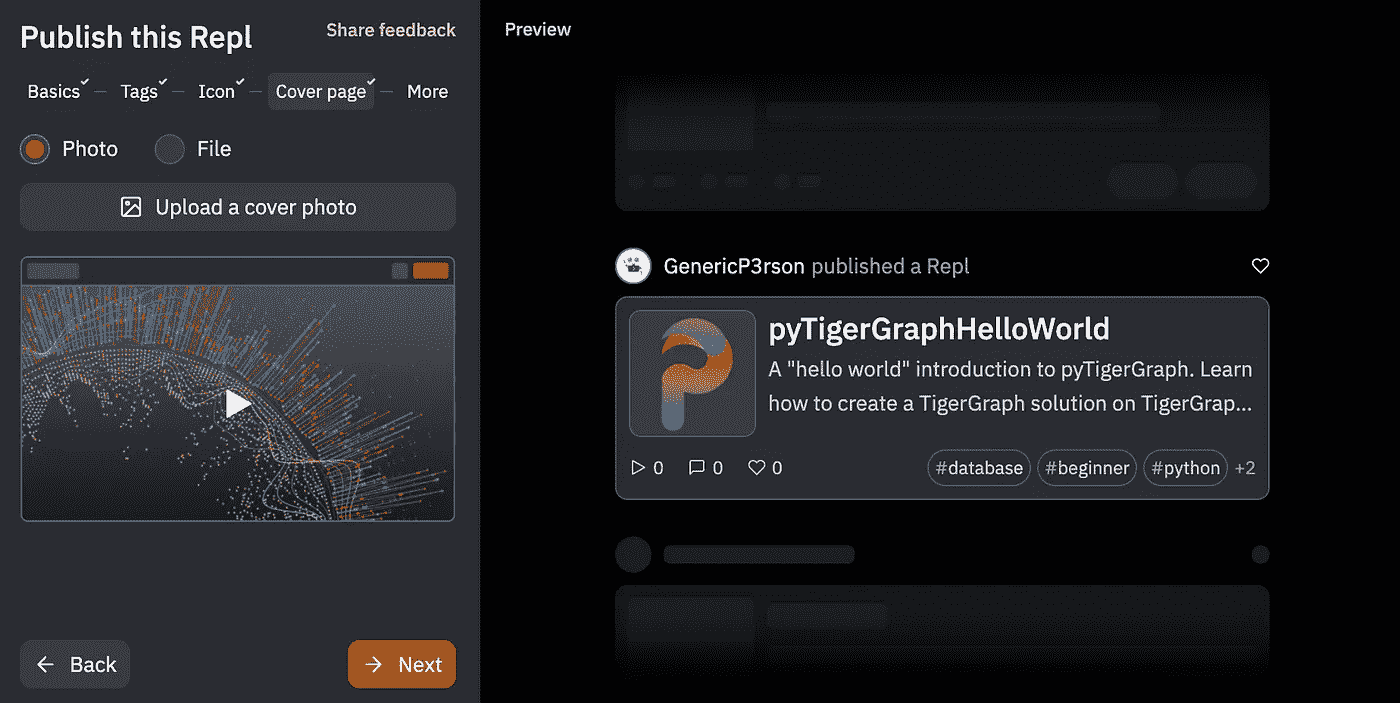 Publish this Repl
Share feedback
Basics
Tags
Icon
Cover page
More
Photo
File
Upload a cover photo
Back
Next
Preview
GenericP3rson published a Repl
pyTigerGraphHelloWorld
A "hello world" introduction to pyTigerGraph. Learn
how to create a TigerGraph solution on TigerGrap...
0
0
0
#database
#beginner
#python
+2